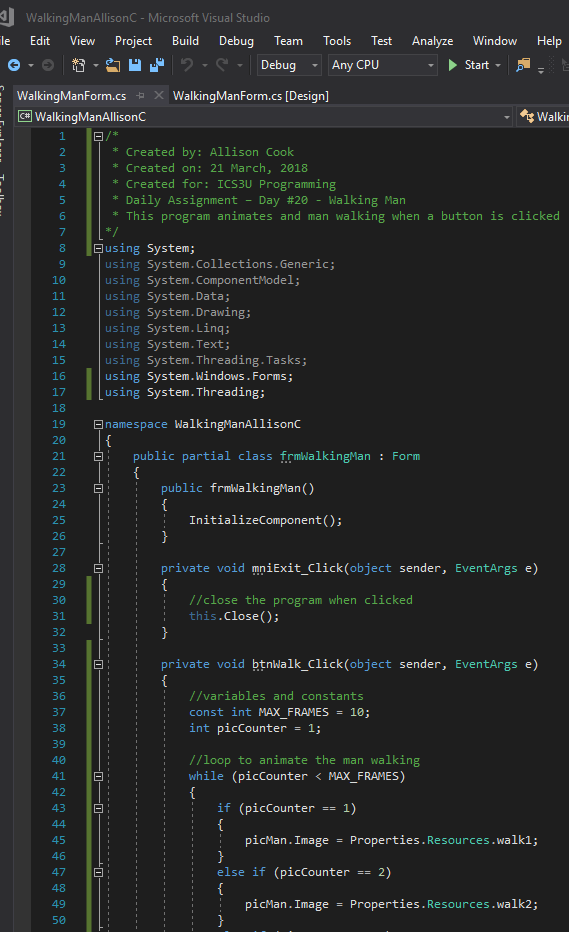 WalkingManAllisonC - Microsoft Visual Studio
Edit View Project Build Debug Team Tools Test Analyze Window Help
Debug Any CPU Start
WalkingManForm.cs WalkingManForm.cs [Design]
C# WalkingManAllisonC
1 /*
2 * Created by: Allison Cook
3 * Created on: 21 March, 2018
4 * Created for: ICS3U Programming
5 * Daily Assignment – Day #20 - Walking Man
6 * This program animates and man walking when a button is clicked
7 */
8 using System;
9 using System.Collections.Generic;
10 using System.ComponentModel;
11 using System.Data;
12 using System.Drawing;
13 using System.Linq;
14 using System.Text;
15 using System.Threading.Tasks;
16 using System.Windows.Forms;
17 using System.Threading;
18
19 namespace WalkingManAllisonC
20 {
21 public partial class frmWalkingMan : Form
22 {
23 public frmWalkingMan()
24 {
25 InitializeComponent();
26 }
27
28 private void mniExit_Click(object sender, EventArgs e)
29 {
30 //close the program when clicked
31 this.Close();
32 }
33
34 private void btnWalk_Click(object sender, EventArgs e)
35 {
36 //variables and constants
37 const int MAX_FRAMES = 10;
38 int picCounter = 1;
39
40 //loop to animate the man walking
41 while (picCounter < MAX_FRAMES)
42 {
43 if (picCounter == 1)
44 {
45 picMan.Image = Properties.Resources.walk1;
46 }
47 else if (picCounter == 2)
48 {
49 picMan.Image = Properties.Resources.walk2;
50 }